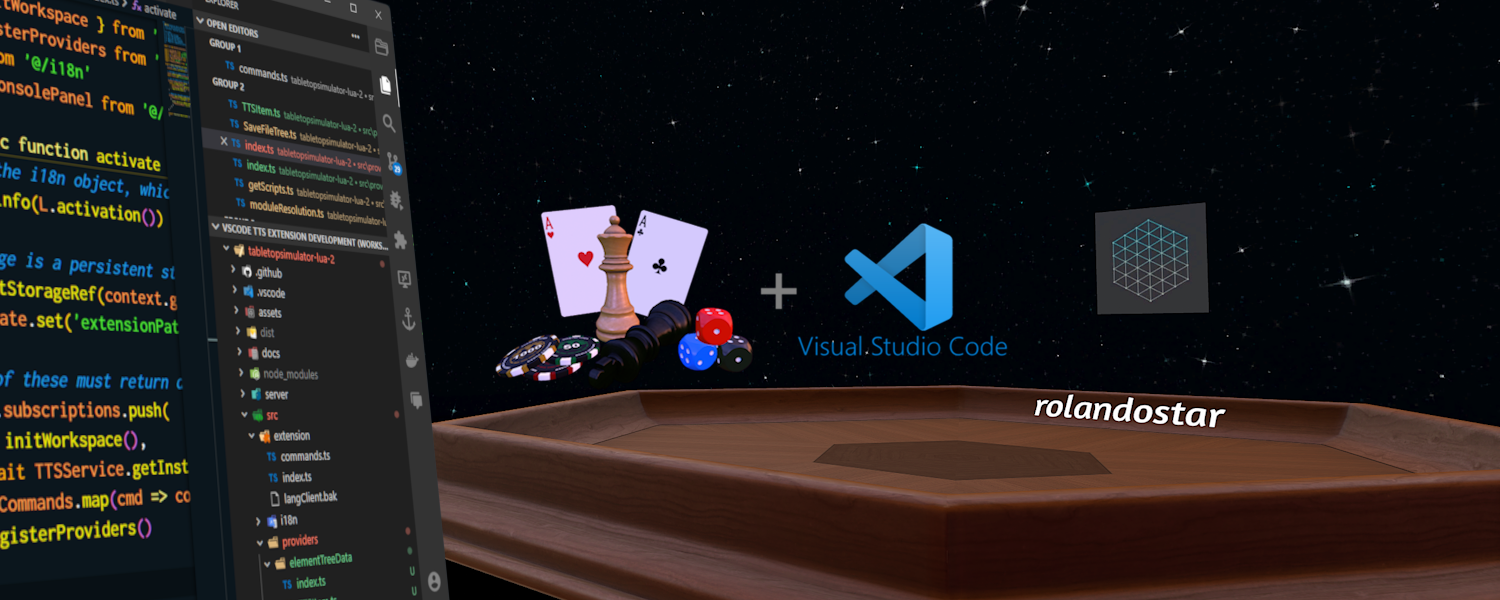 activate
tWorkspace } from '
sterProviders from '
om '@/i18n'
onsolePanel from '@/
c function activate
the i18n object, whic
info(L.activation())
ge is a persistent st
tStorageRef(context.g
ate.set('extensionPat
of these must return a
.subscriptions.push(
initWorkspace(),
ait TTSService.getInst
Commands.map(cmd => co
gisterProviders()
EXPLORER
OPEN EDITORS
GROUP 1
TS commands.ts tabletopsimulator-lua-2 • sr
GROUP 2
TS TTSItem.ts tabletopsimulator-lua-2 • src\p
TS SaveFileTree.ts tabletopsimulator-lua-2 •
TS index.ts tabletopsimulator-lua-2 • src\prov
TS index.ts tabletopsimulator-lua-2 • src\prov
TS getScripts.ts tabletopsimulator-lua-2 • src
TS moduleResolution.ts tabletopsimulator-l
VSCODE TTS EXTENSION DEVELOPMENT (WORKS...
tabletopsimulator-lua-2
.github
.vscode
assets
dist
docs
node_modules
server
src
extension
TS commands.ts
TS index.ts
langClient.bak
i18n
providers
elementTreeData
TS index.ts U
A
A
50
+
Visual Studio Code
rolandostar